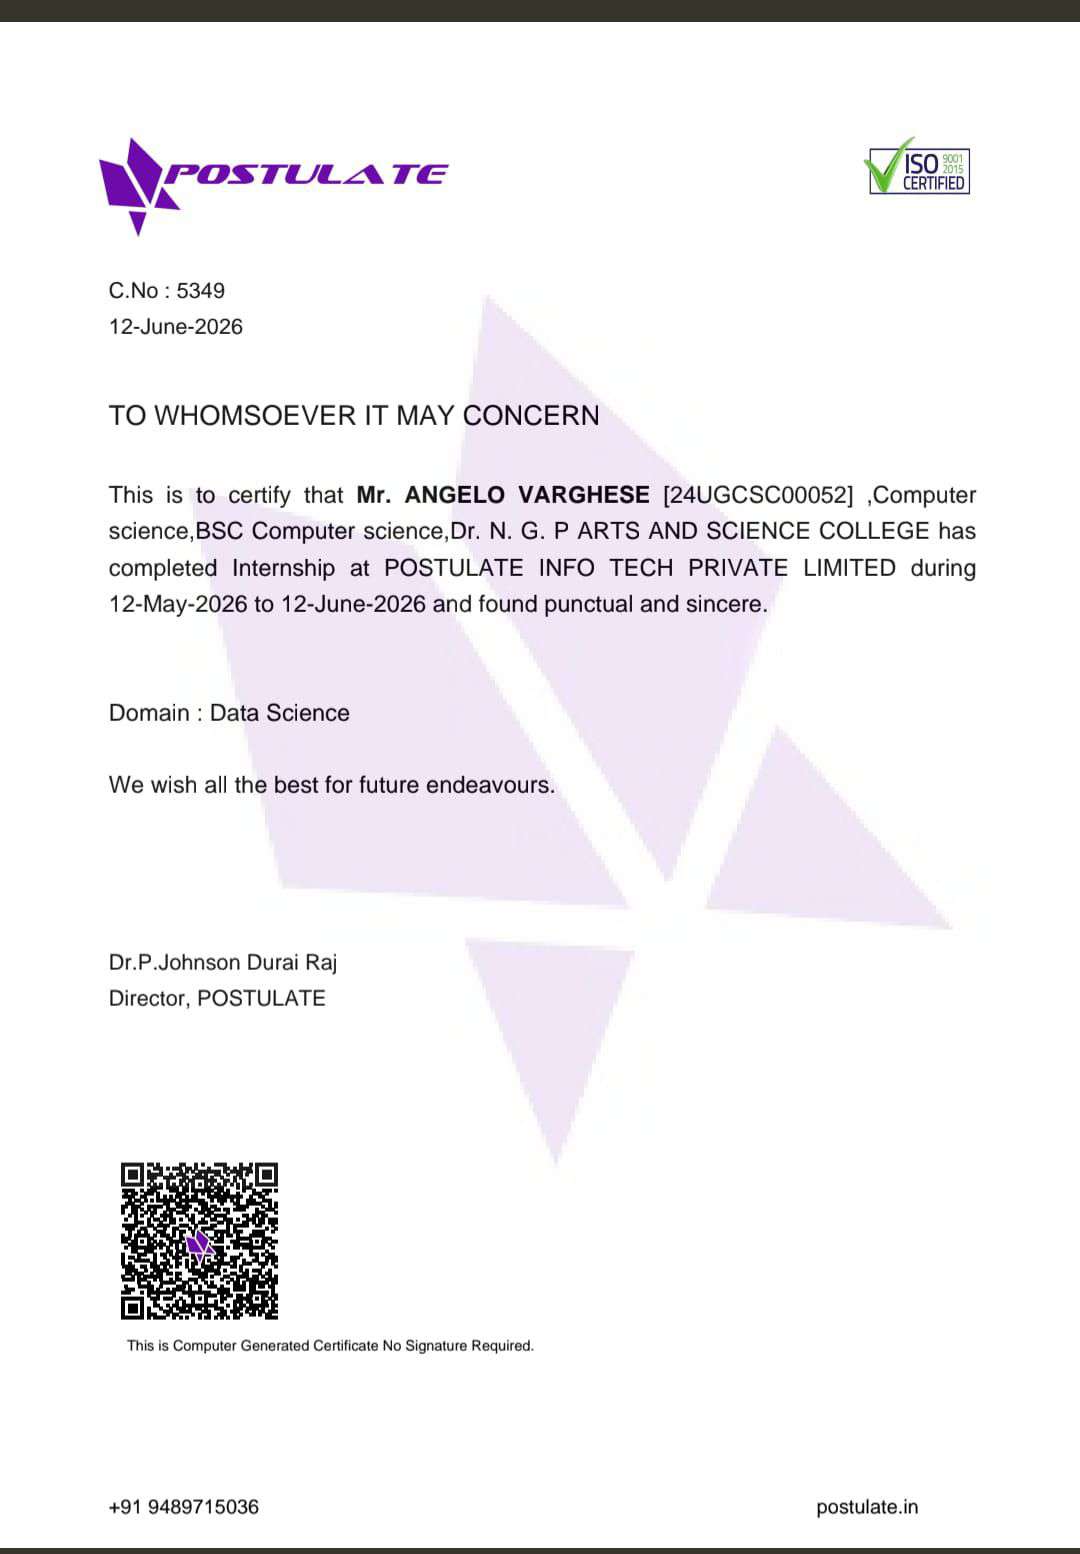 POSTULATE
ISO 9001 2015 CERTIFIED
C.No : 5349
12-June-2026
TO WHOMSOEVER IT MAY CONCERN
This is to certify that Mr. ANGELO VARGHESE [24UGCSC00052] ,Computer
science,BSC Computer science,Dr. N. G. P ARTS AND SCIENCE COLLEGE has
completed Internship at POSTULATE INFO TECH PRIVATE LIMITED during
12-May-2026 to 12-June-2026 and found punctual and sincere.
Domain : Data Science
We wish all the best for future endeavours.
Dr.P.Johnson Durai Raj
Director, POSTULATE
This is Computer Generated Certificate No Signature Required.
+91 9489715036
postulate.in